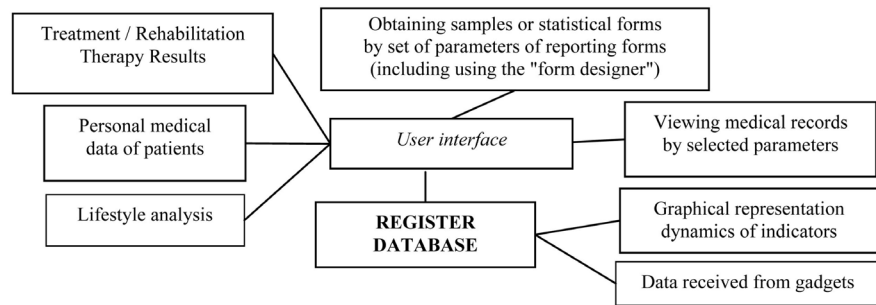 Treatment / Rehabilitation
Therapy Results
Obtaining samples or statistical forms
by set of parameters of reporting forms
(including using the "form designer")
Personal medical
data of patients
User interface
Viewing medical records
by selected parameters
Lifestyle analysis
REGISTER
DATABASE
Graphical representation
dynamics of indicators
Data received from gadgets